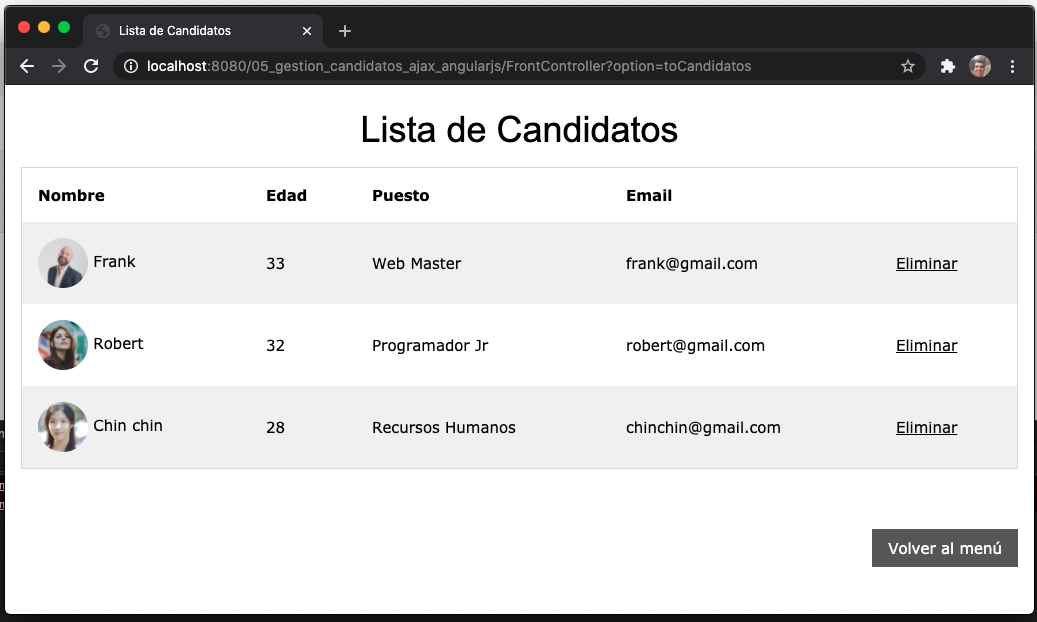 Lista de Candidatos
localhost:8080/05_gestion_candidatos_ajax_angularjs/FrontController?option=toCandidatos
Lista de Candidatos
Nombre Edad Puesto Email
Frank 33 Web Master frank@gmail.com Eliminar
Robert 32 Programador Jr robert@gmail.com Eliminar
Chin chin 28 Recursos Humanos chinchin@gmail.com Eliminar
Volver al menú